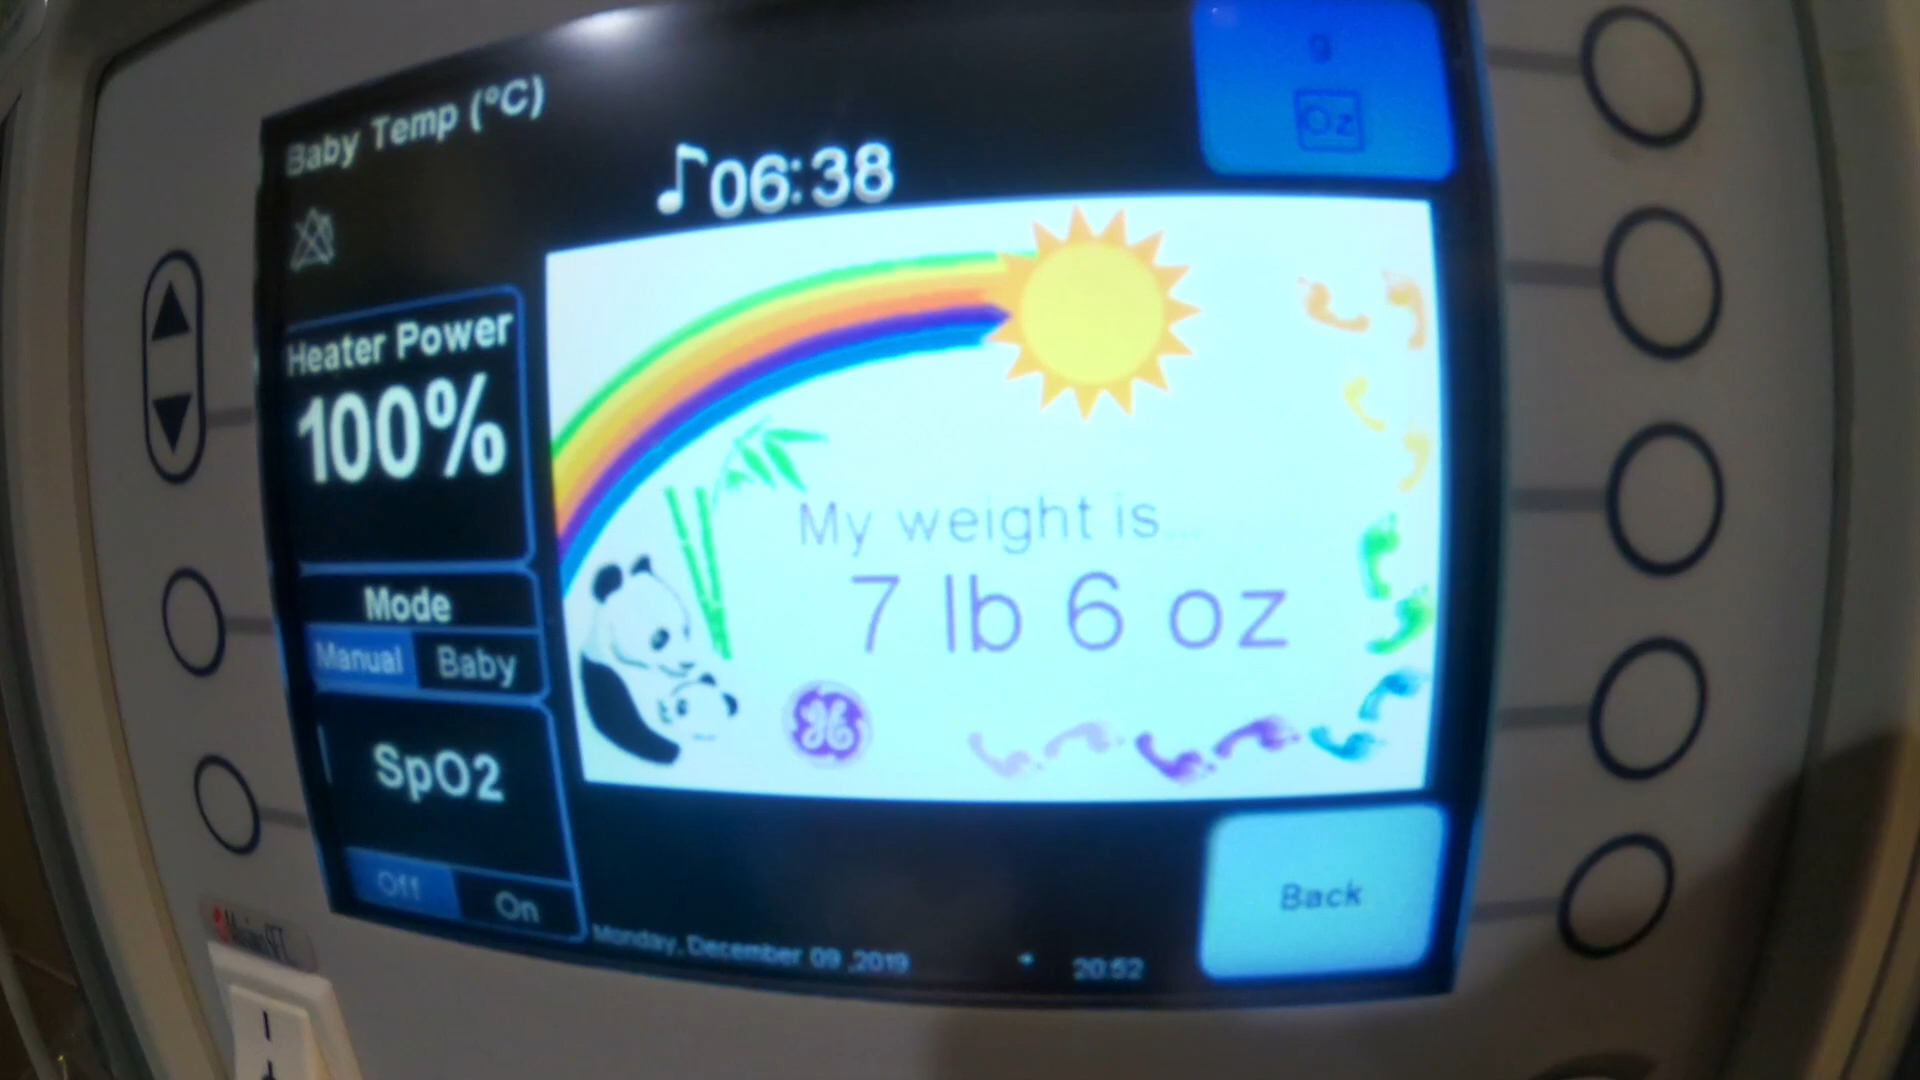 Baby Temp (°C)
06:38
g
Oz
Heater Power
100%
My weight is...
7 lb 6 oz
Mode
Manual Baby
SpO2
Off On
Back
Monday, December 09 ,2019
20:52